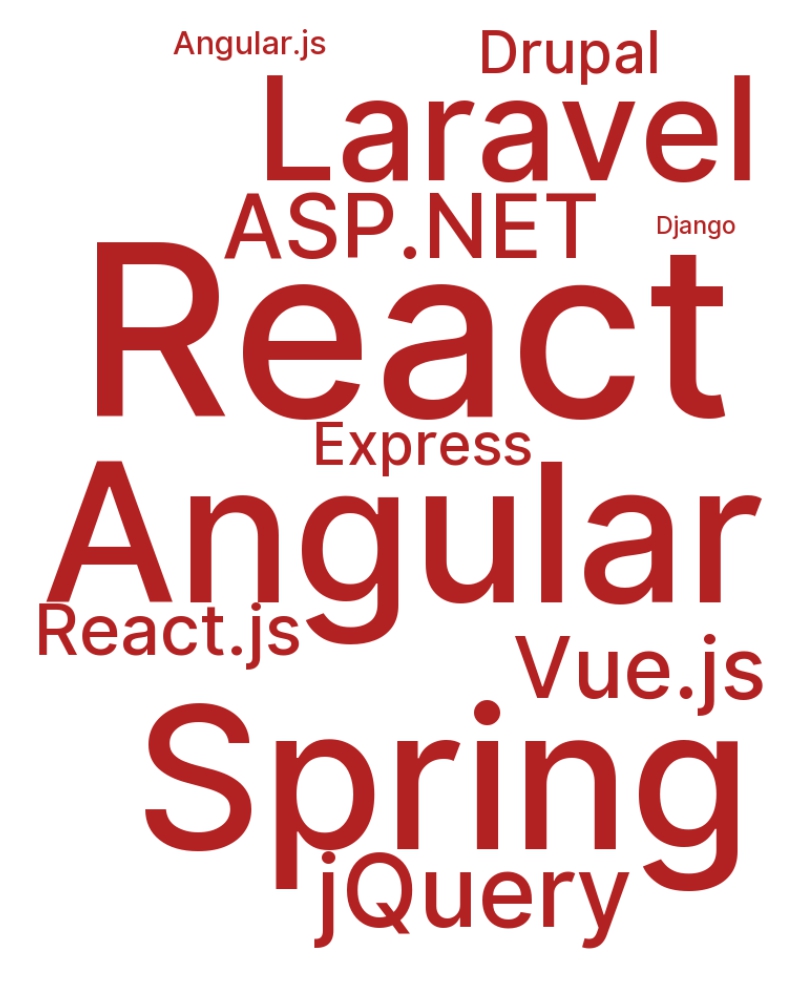 Angular.js
Drupal
Laravel
ASP.NET
Django
React
Express
Angular
React.js
Vue.js
Spring
jQuery